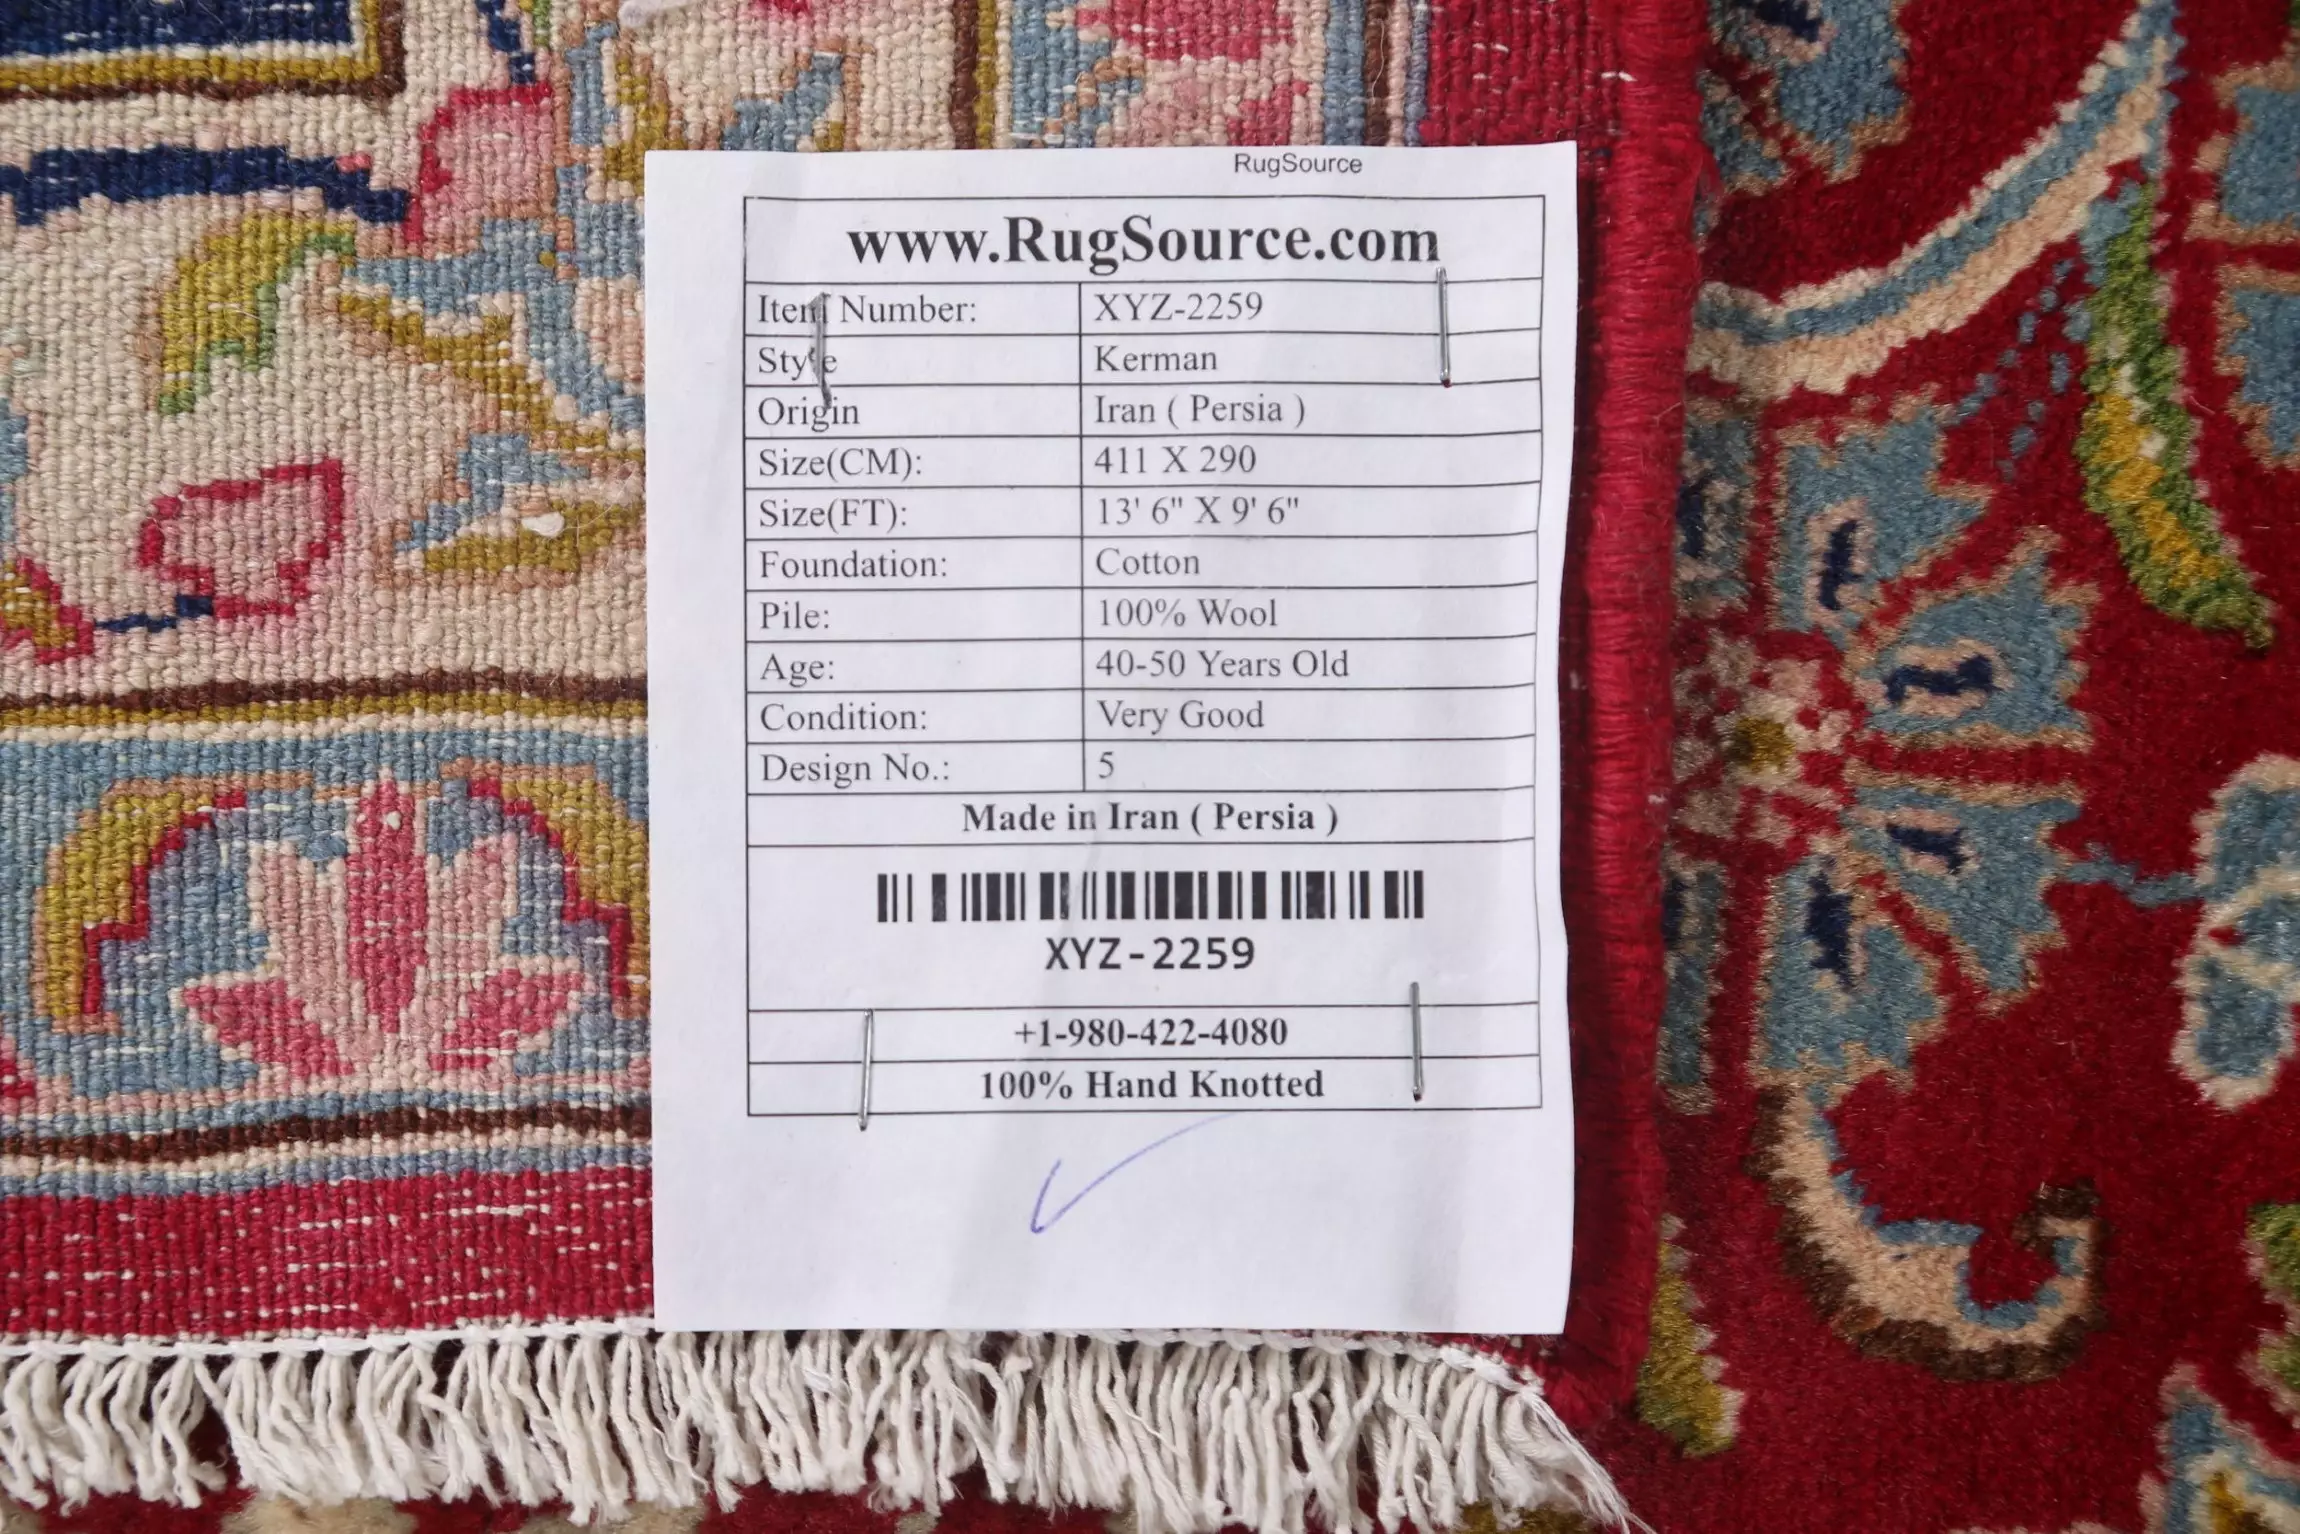 RugSource
www.RugSource.com
Item Number: XYZ-2259
Style Kerman
Origin Iran ( Persia )
Size(CM): 411 X 290
Size(FT): 13' 6" X 9' 6"
Foundation: Cotton
Pile: 100% Wool
Age: 40-50 Years Old
Condition: Very Good
Design No.: 5
Made in Iran ( Persia )
XYZ-2259
+1-980-422-4080
100% Hand Knotted